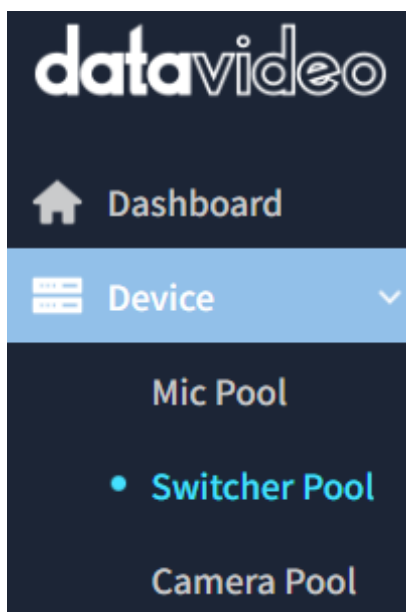 datavideo
Dashboard
Device
Mic Pool
Switcher Pool
Camera Pool